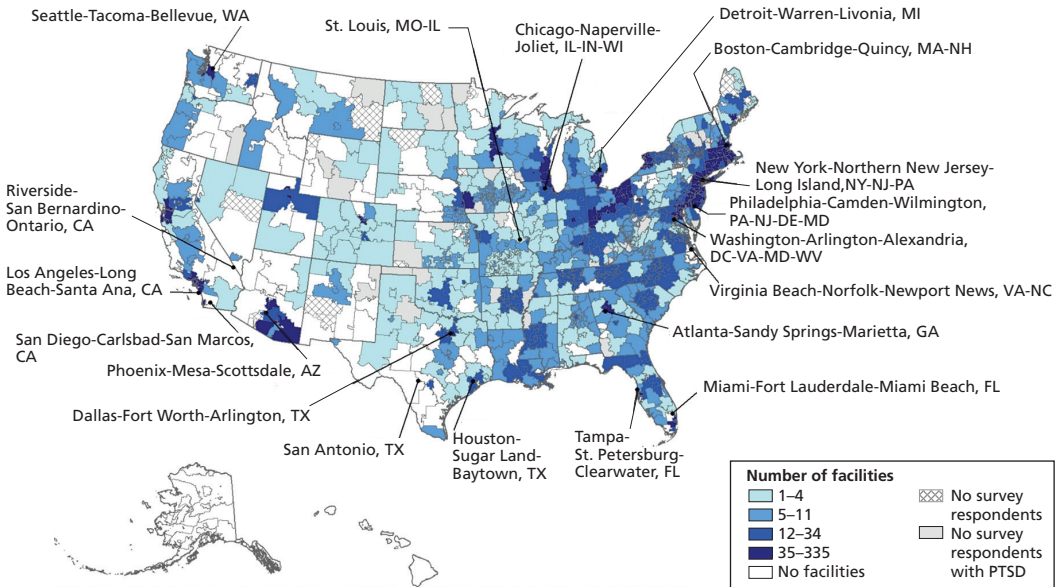 Seattle-Tacoma-Bellevue, WA
St. Louis, MO-IL
Chicago-Naperville-
Joliet, IL-IN-WI
Detroit-Warren-Livonia, MI
Boston-Cambridge-Quincy, MA-NH
New York-Northern New Jersey-
Long Island,NY-NJ-PA
Philadelphia-Camden-Wilmington,
PA-NJ-DE-MD
Washington-Arlington-Alexandria,
DC-VA-MD-WV
Virginia Beach-Norfolk-Newport News, VA-NC
Atlanta-Sandy Springs-Marietta, GA
Miami-Fort Lauderdale-Miami Beach, FL
Riverside-
San Bernardino-
Ontario, CA
Los Angeles-Long
Beach-Santa Ana, CA
San Diego-Carlsbad-San Marcos,
CA
Phoenix-Mesa-Scottsdale, AZ
Dallas-Fort Worth-Arlington, TX
San Antonio, TX
Houston-
Sugar Land-
Baytown, TX
Tampa-
St. Petersburg-
Clearwater, FL
Number of facilities
1–4
5–11
12–34
35–335
No facilities
No survey
respondents
No survey
respondents
with PTSD